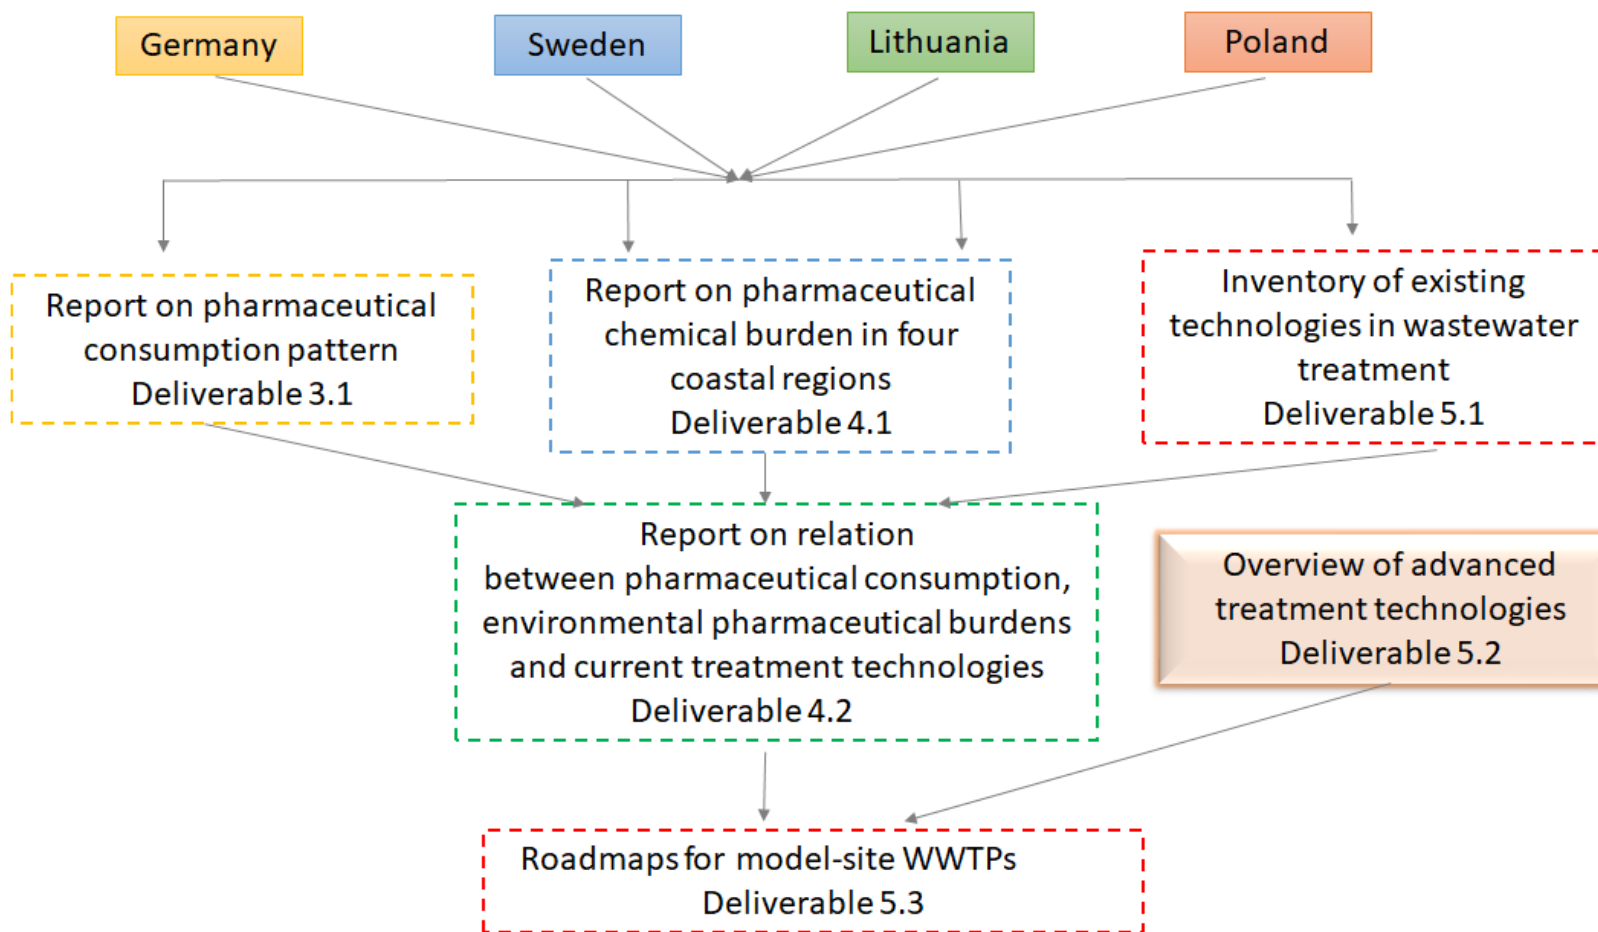 Germany
Sweden
Lithuania
Poland
Report on pharmaceutical
consumption pattern
Deliverable 3.1
Report on pharmaceutical
chemical burden in four
coastal regions
Deliverable 4.1
Inventory of existing
technologies in wastewater
treatment
Deliverable 5.1
Report on relation
between pharmaceutical consumption,
environmental pharmaceutical burdens
and current treatment technologies
Deliverable 4.2
Overview of advanced
treatment technologies
Deliverable 5.2
Roadmaps for model-site WWTPs
Deliverable 5.3